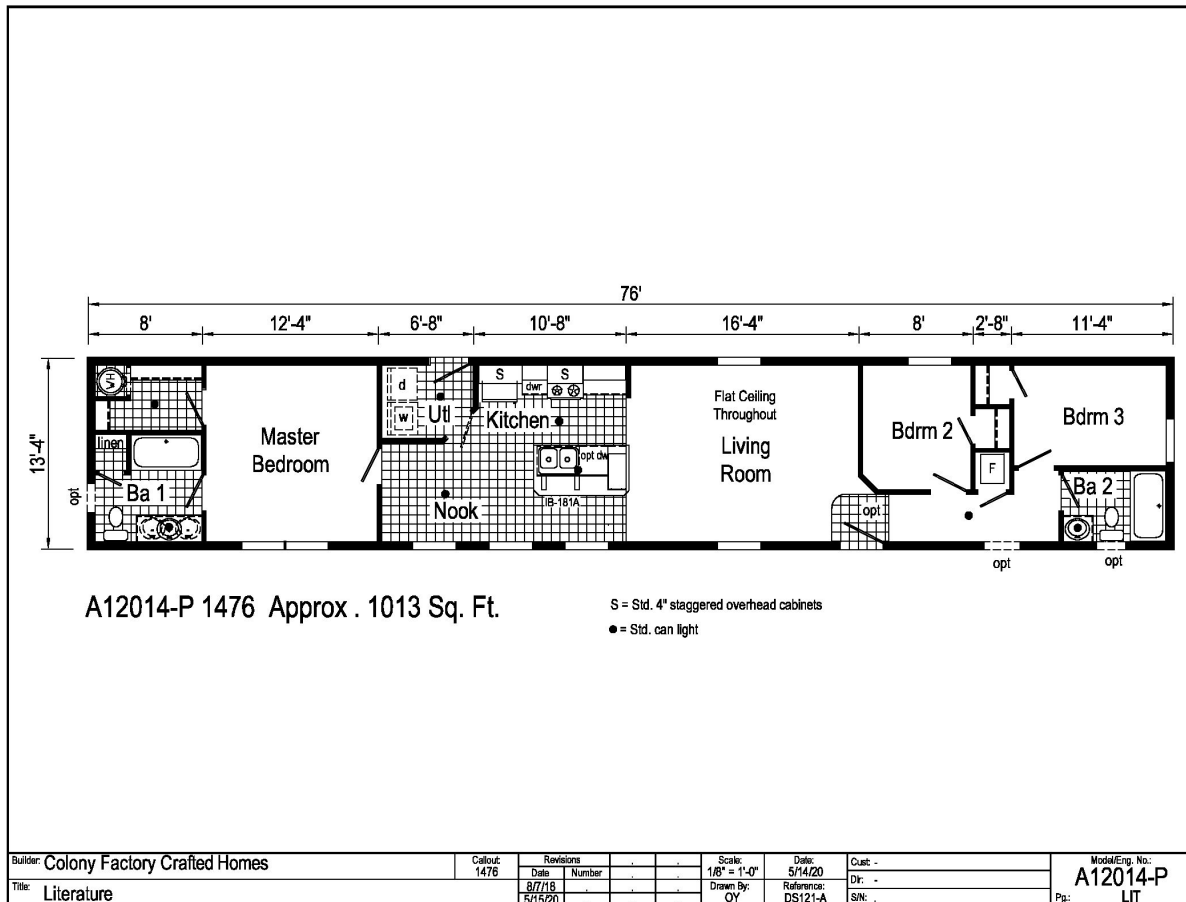 76'
8' 12'-4" 6'-8" 10'-8" 16'-4" 8' 2'-8" 11'-4"
13'-4"
WH
linen
Ba 1
opt
Master
Bedroom
d
w
Utl
S
dwr
S
Kitchen
opt dw
IB-181A
Nook
Flat Ceiling
Throughout
Living
Room
opt
Bdrm 2
F
Bdrm 3
Ba 2
opt
opt
A12014-P 1476 Approx . 1013 Sq. Ft.
S = Std. 4" staggered overhead cabinets
● = Std. can light
Builder: Colony Factory Crafted Homes
Title: Literature
Callout:
1476
Revisions
Date Number
8/7/18
5/15/20
Scale:
1/8" = 1'-0"
Drawn By:
OY
Date:
5/14/20
Reference:
DS121-A
Cust: -
Dlr: -
S/N: .
Model/Eng. No.:
A12014-P
Pg.: LIT